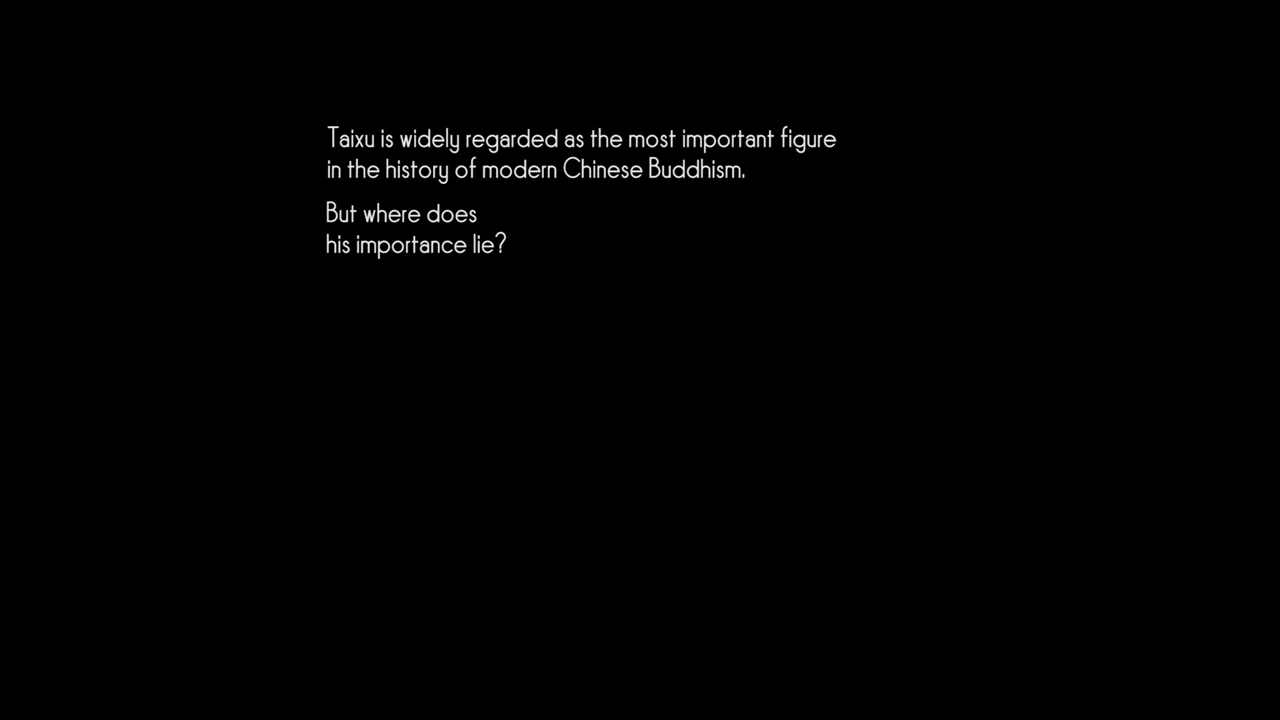 Taixu is widely regarded as the most important figure
in the history of modern Chinese Buddhism.
But where does
his importance lie?